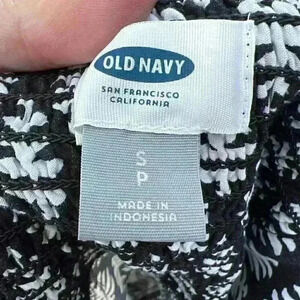 OLD NAVY
SAN FRANCISCO
CALIFORNIA
S
P
MADE IN
INDONESIA